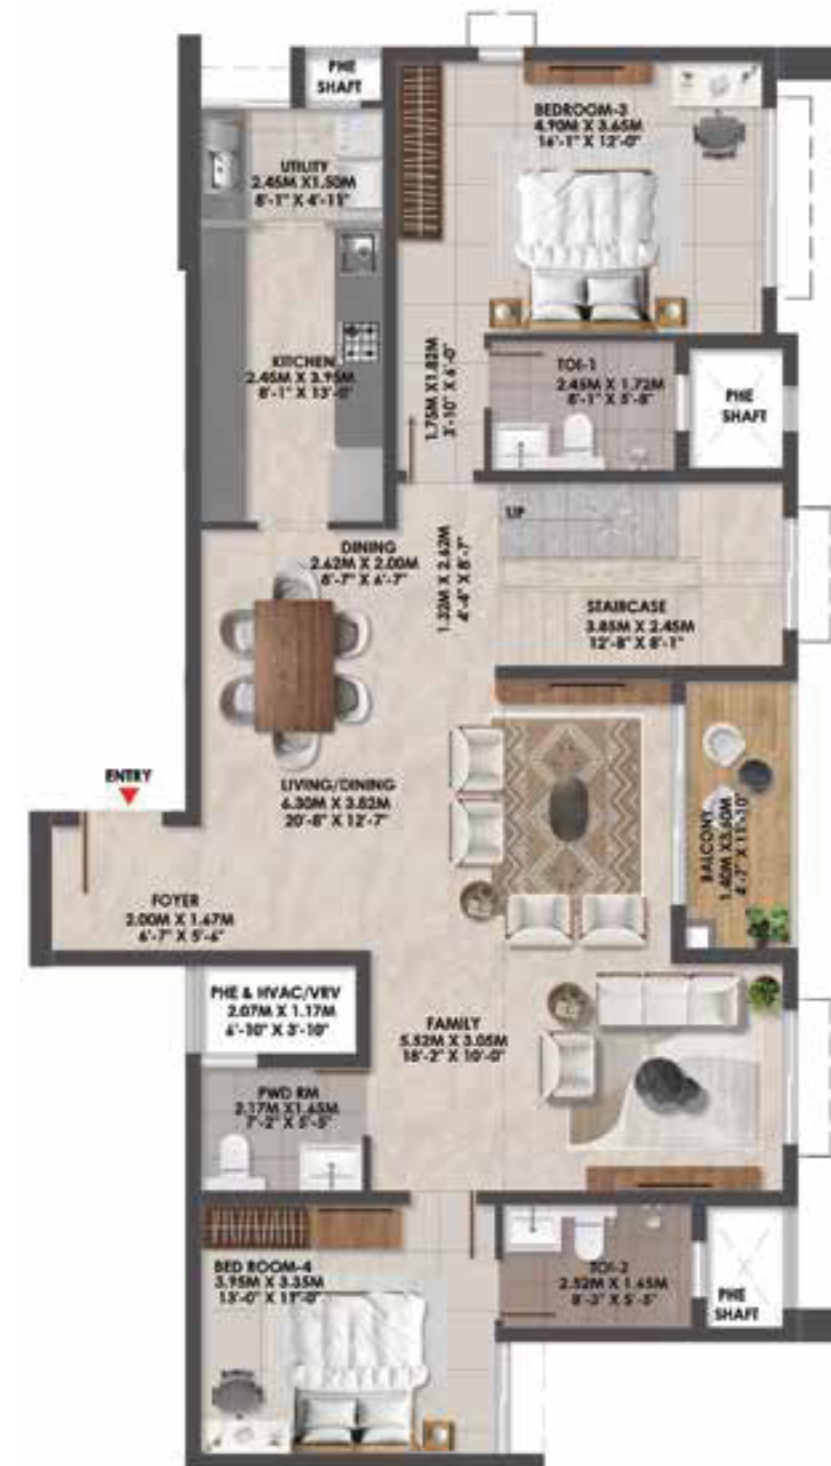 PHE
SHAFT
BEDROOM-3
4.90M X 3.65M
16'-1" X 12'-0"
UTILITY
2.45M X1.50M
8'-1" X 4'-11"
KITCHEN
2.45M X 3.95M
8'-1" X 13'-0"
1.75M X1.82M
3'-10" X 6'-0"
TOI-1
2.45M X 1.72M
8'-1" X 5'-8"
PHE
SHAFT
UP
DINING
2.62M X 2.00M
8'-7" X 6'-7"
1.32M X 2.62M
4'-4" X 8'-7"
STAIRCASE
3.85M X 2.45M
12'-8" X 8'-1"
ENTRY
LIVING/DINING
6.30M X 3.82M
20'-8" X 12'-7"
BALCONY
1.40M X3.60M
4'-7" X 11'-10"
FOYER
2.00M X 1.67M
6'-7" X 5'-6"
PHE & HVAC/VRV
2.07M X 1.17M
6'-10" X 3'-10"
FAMILY
5.52M X 3.05M
18'-2" X 10'-0"
PWD RM
2.17M X1.65M
7'-2" X 5'-5"
BED ROOM-4
3.95M X 3.35M
13'-0" X 11'-0"
TOI-2
2.52M X 1.65M
8'-3" X 5'-5"
PHE
SHAFT